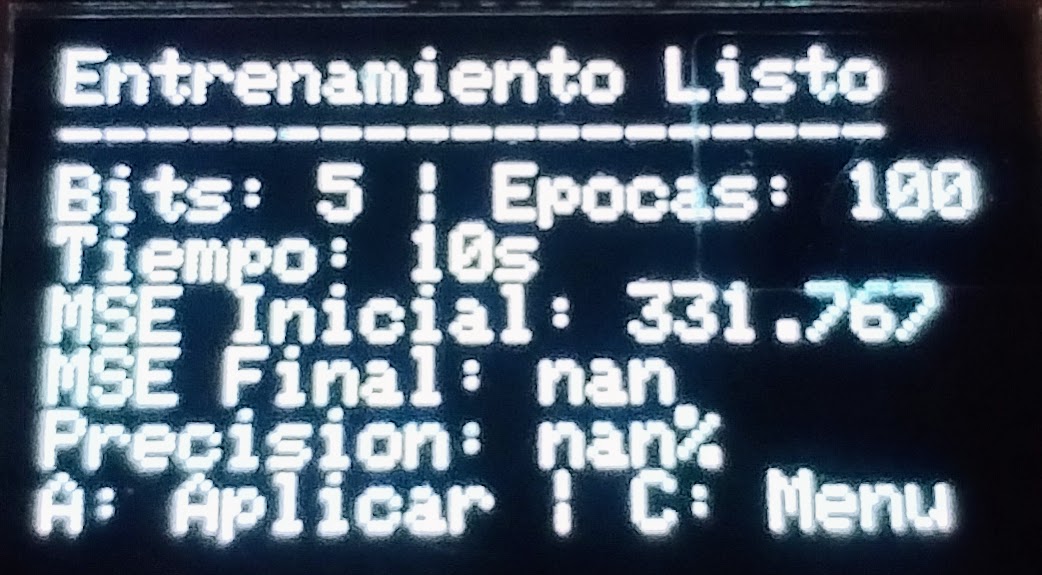 Entrenamiento Listo
--------------------
Bits: 5 | Epocas: 100
Tiempo: 10s
MSE Inicial: 331.767
MSE Final: nan
Precision: nan%
A: Aplicar | C: Menu